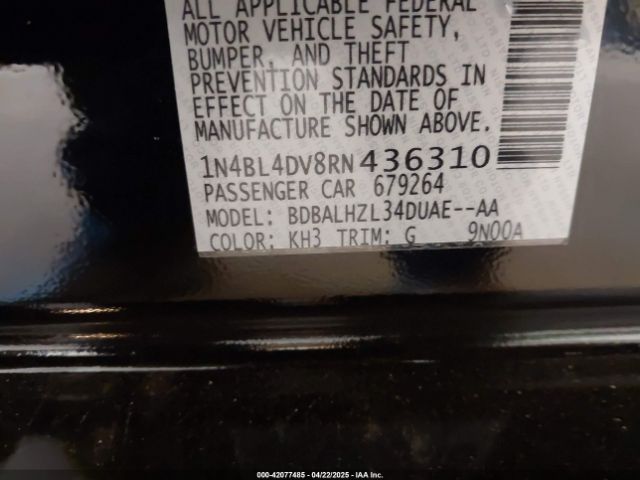 ALL APPLICABLE FEDERAL
MOTOR VEHICLE SAFETY,
BUMPER, AND THEFT
PREVENTION STANDARDS IN
EFFECT ON THE DATE OF
MANUFACTURE SHOWN ABOVE.
1N4BL4DV8RN436310
PASSENGER CAR 679264
MODEL: BDBALHZL34DUAE--AA
COLOR: KH3 TRIM: G 9N00A
000-42077485 - 04/22/2025 - IAA Inc.